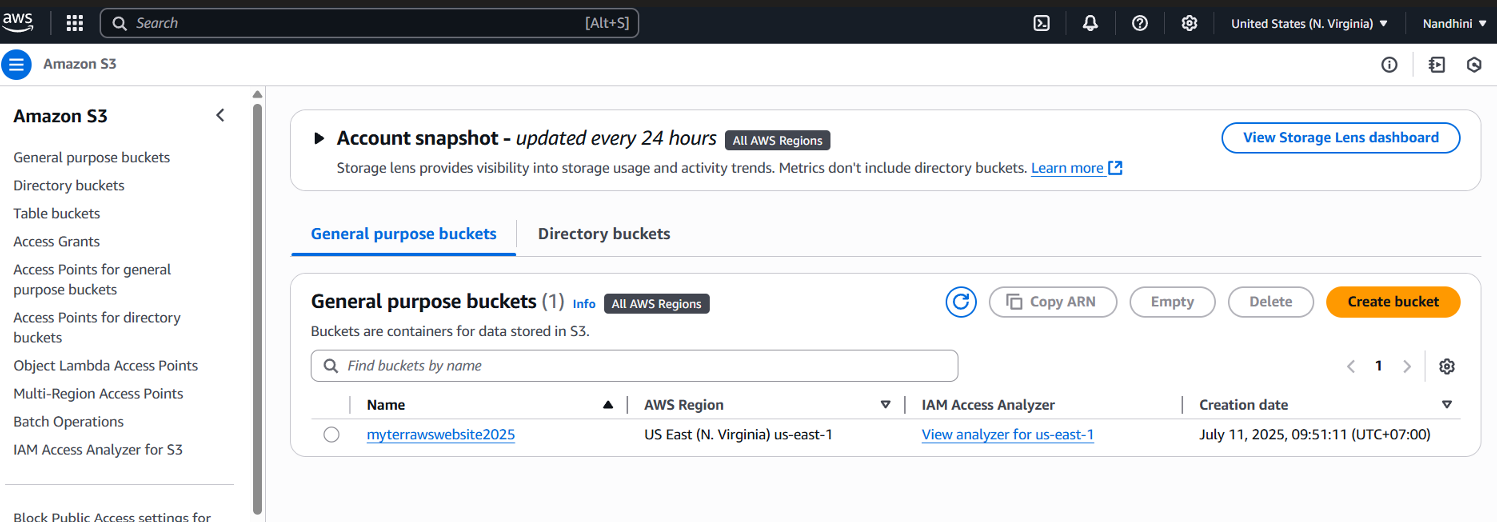 aws
Search [Alt+S]
United States (N. Virginia) ▼
Nandhini ▼
Amazon S3
Amazon S3
General purpose buckets
Directory buckets
Table buckets
Access Grants
Access Points for general
purpose buckets
Access Points for directory
buckets
Object Lambda Access Points
Multi-Region Access Points
Batch Operations
IAM Access Analyzer for S3
Block Public Access settings for
Account snapshot - updated every 24 hours All AWS Regions
View Storage Lens dashboard
Storage lens provides visibility into storage usage and activity trends. Metrics don't include directory buckets. Learn more
General purpose buckets Directory buckets
General purpose buckets (1) Info All AWS Regions
Copy ARN Empty Delete Create bucket
Buckets are containers for data stored in S3.
Find buckets by name
1
Name AWS Region IAM Access Analyzer Creation date
myterrawswebsite2025 US East (N. Virginia) us-east-1 View analyzer for us-east-1 July 11, 2025, 09:51:11 (UTC+07:00)